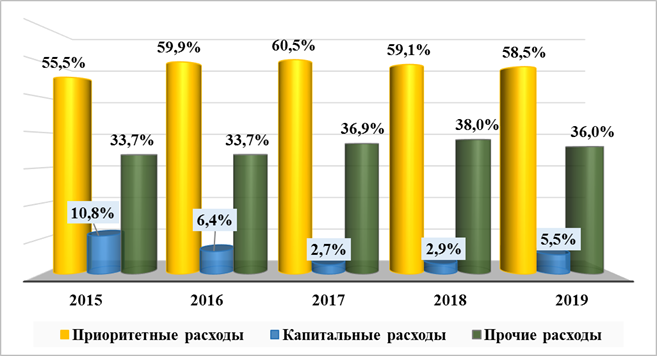 55,5% 59,9% 60,5% 59,1% 58,5%
33,7% 33,7% 36,9% 38,0% 36,0%
10,8% 6,4% 2,7% 2,9% 5,5%
2015 2016 2017 2018 2019
Приоритетные расходы Капитальные расходы Прочие расходы